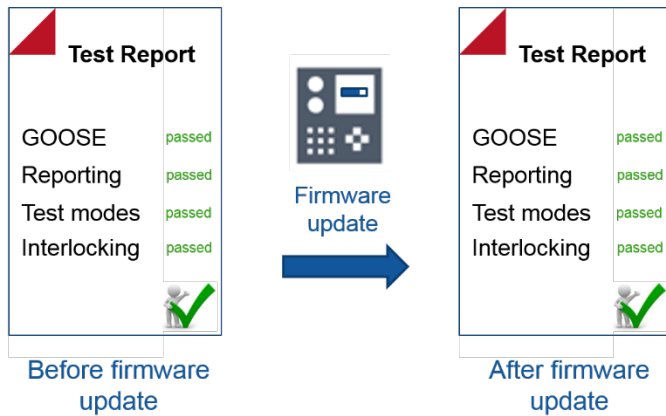 Test Report
GOOSE passed
Reporting passed
Test modes passed
Interlocking passed
Before firmware
update
Firmware
update
Test Report
GOOSE passed
Reporting passed
Test modes passed
Interlocking passed
After firmware
update